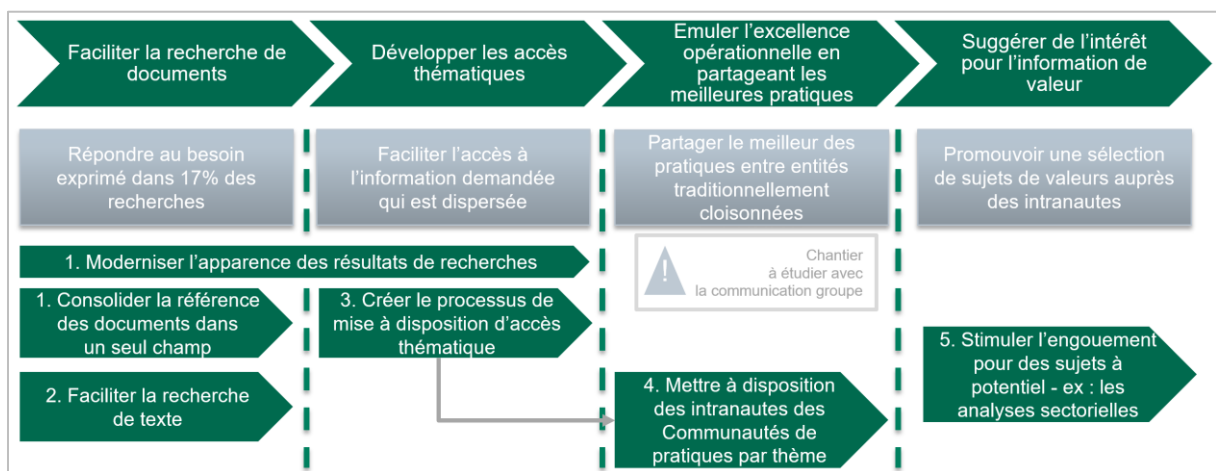 Faciliter la recherche de
documents
Développer les accès
thématiques
Emuler l'excellence
opérationnelle en
partageant les
meilleures pratiques
Suggérer de l'intérêt
pour l'information de
valeur
Répondre au besoin
exprimé dans 17% des
recherches
Faciliter l'accès à
l'information demandée
qui est dispersée
Partager le meilleur des
pratiques entre entités
traditionnellement
cloisonnées
Promouvoir une sélection
de sujets de valeurs auprès
des intranautes
1. Moderniser l'apparence des résultats de recherches
!
Chantier
à étudier avec
la communication groupe
1. Consolider la référence
des documents dans
un seul champ
3. Créer le processus de
mise à disposition d'accès
thématique
5. Stimuler l'engouement
pour des sujets à
potentiel - ex : les
analyses sectorielles
2. Faciliter la recherche
de texte
4. Mettre à disposition
des intranautes des
Communautés de
pratiques par thème